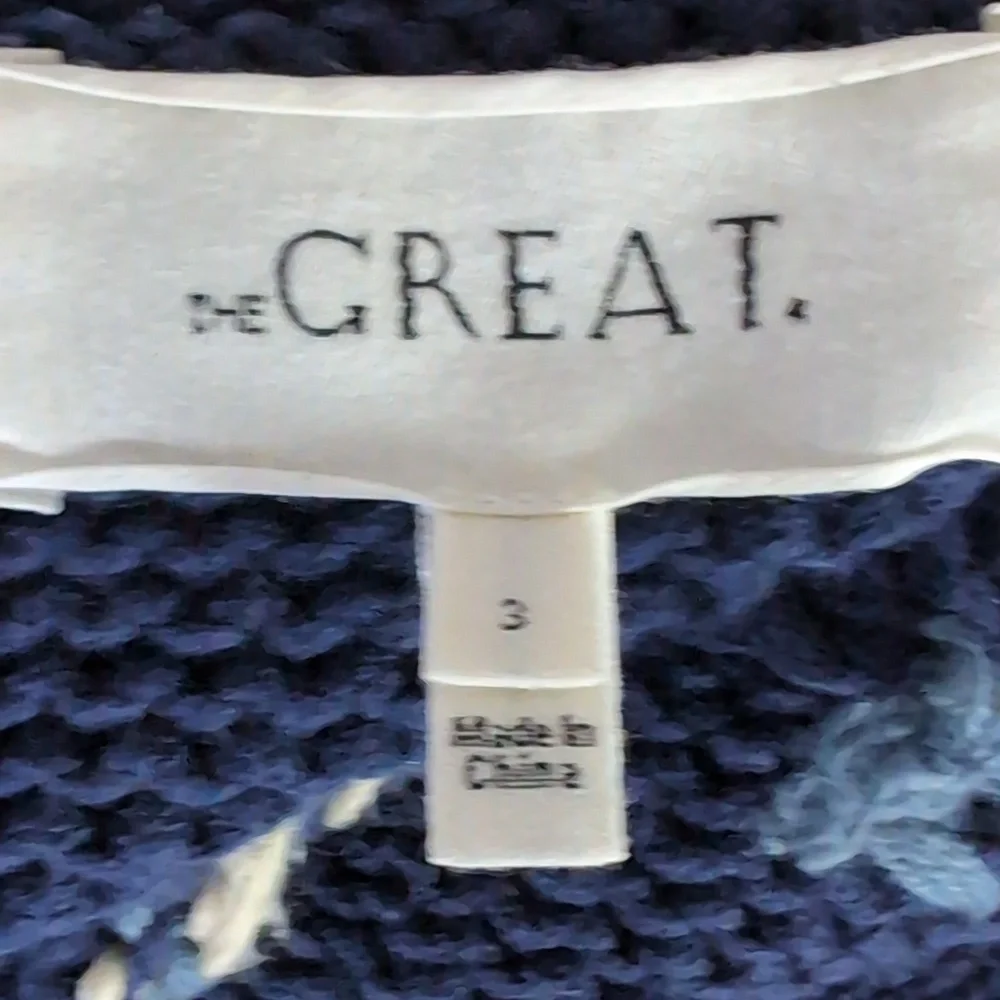 THE GREAT.
3
Made in
China